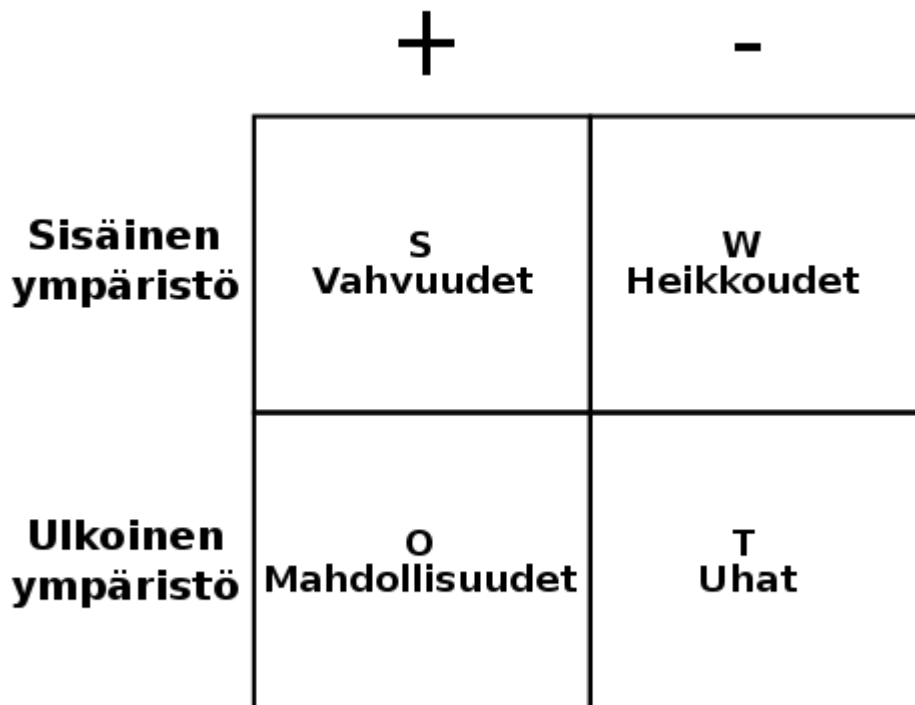 + -
Sisäinen
ympäristö
S
Vahvuudet
W
Heikkoudet
Ulkoinen
ympäristö
O
Mahdollisuudet
T
Uhat